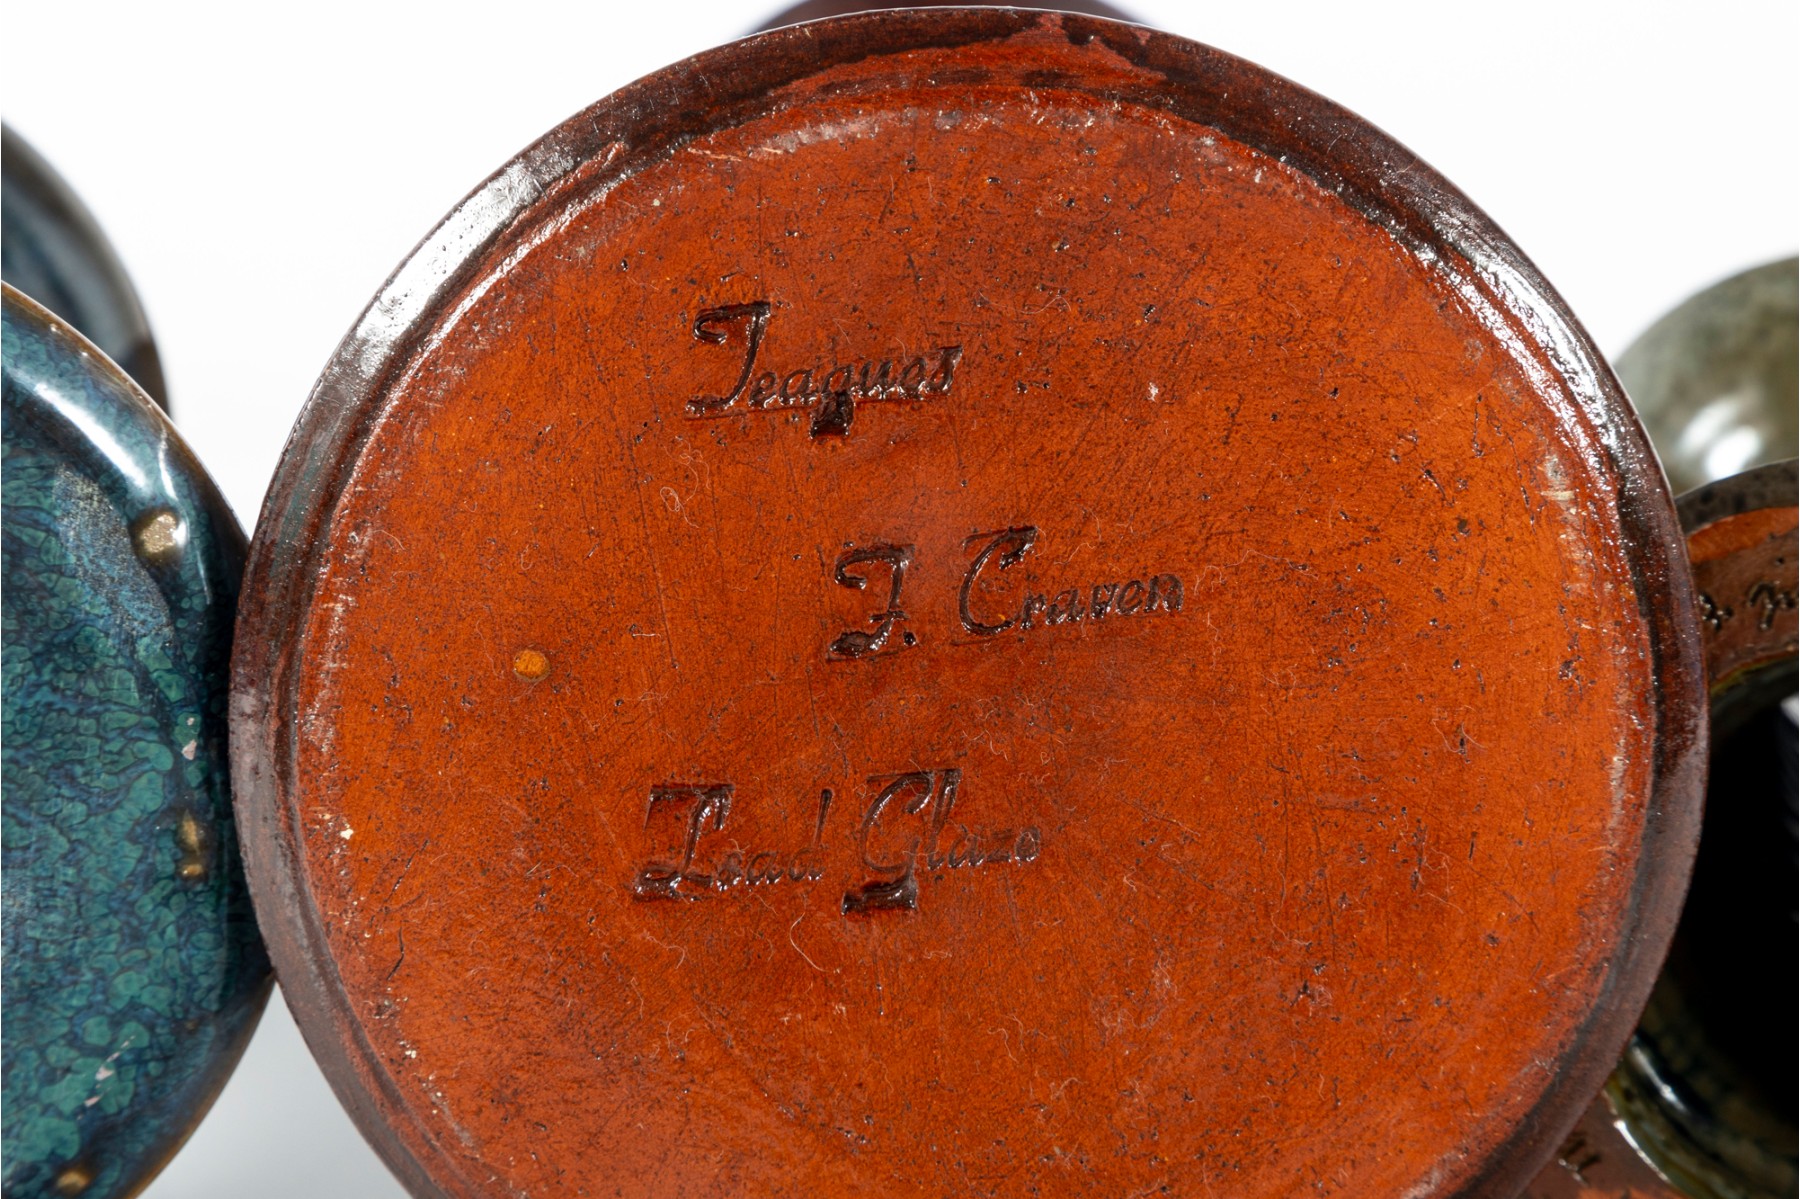 Teagues
F. Craven
Lead Glaze